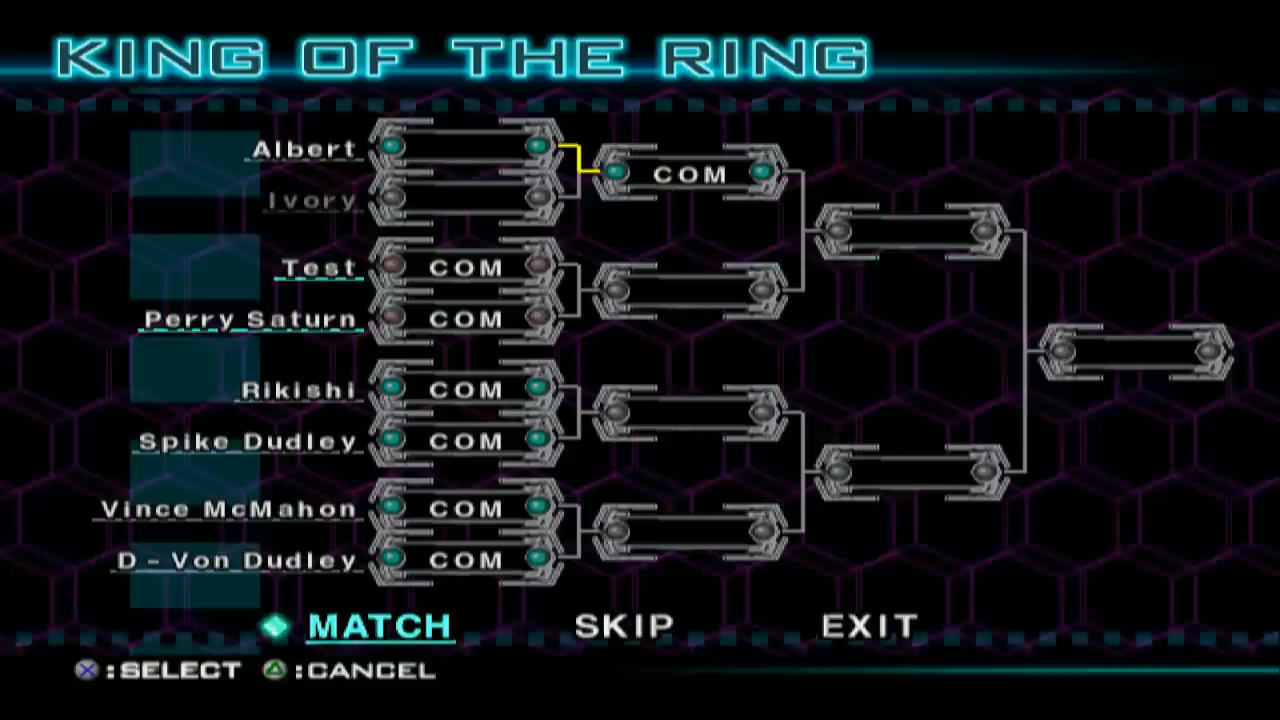 KING OF THE RING
Albert
COM
Ivory
Test COM
Perry Saturn COM
Rikishi COM
Spike Dudley COM
Vince McMahon COM
D-Von Dudley COM
MATCH SKIP EXIT
:SELECT :CANCEL